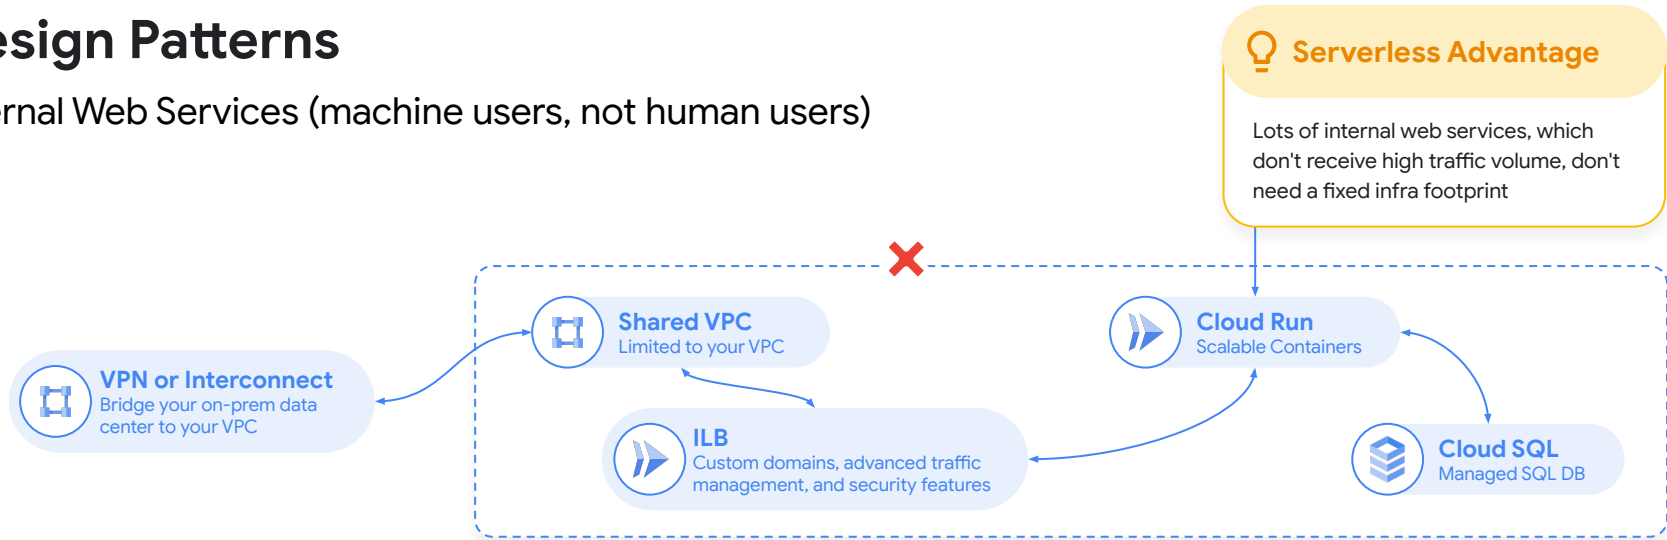 esign Patterns
ernal Web Services (machine users, not human users)
Serverless Advantage
Lots of internal web services, which
don't receive high traffic volume, don't
need a fixed infra footprint
Shared VPC
Limited to your VPC
Cloud Run
Scalable Containers
VPN or Interconnect
Bridge your on-prem data
center to your VPC
ILB
Custom domains, advanced traffic
management, and security features
Cloud SQL
Managed SQL DB